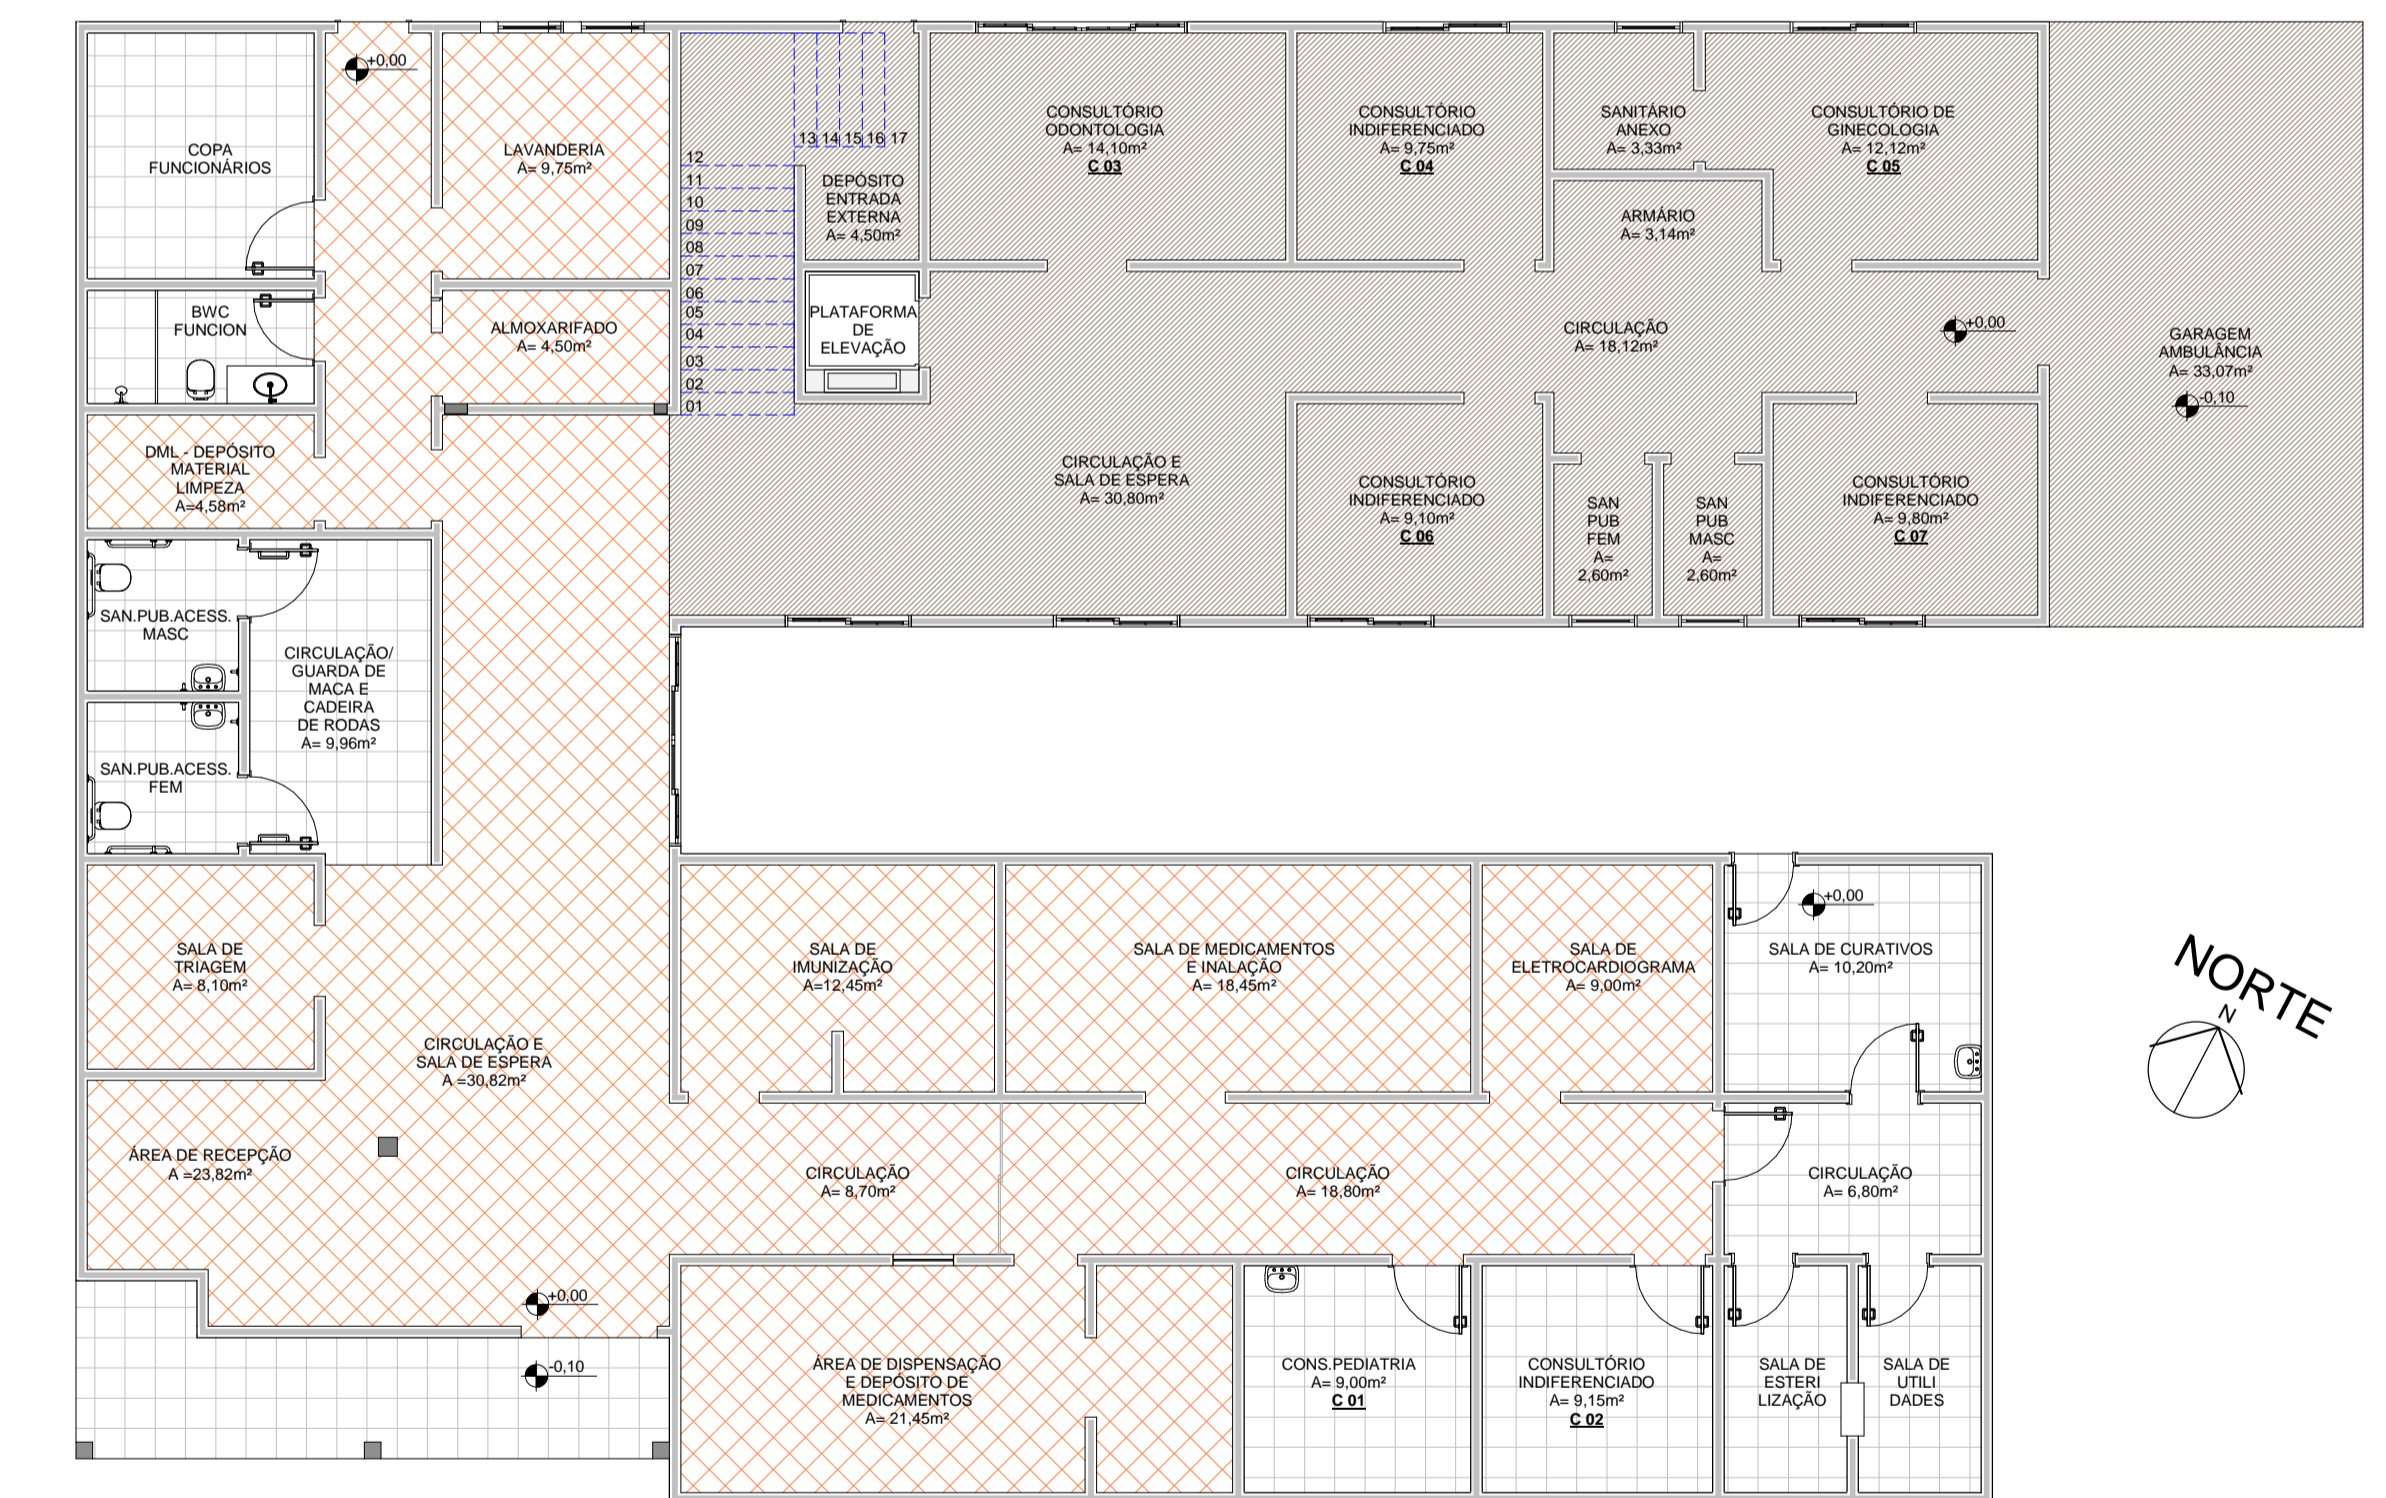 +0,00
COPA
FUNCIONÁRIOS
LAVANDERIA
A= 9,75m²
13 14 15 16 17
12
11
10
09
08
07
06
05
04
03
02
01
DEPÓSITO
ENTRADA
EXTERNA
A= 4,50m²
PLATAFORMA
DE
ELEVAÇÃO
CONSULTÓRIO
ODONTOLOGIA
A= 14,10m²
C 03
CONSULTÓRIO
INDIFERENCIADO
A= 9,75m²
C 04
SANITÁRIO
ANEXO
A= 3,33m²
CONSULTÓRIO DE
GINECOLOGIA
A= 12,12m²
C 05
ARMÁRIO
A= 3,14m²
BWC
FUNCION
ALMOXARIFADO
A= 4,50m²
CIRCULAÇÃO
A= 18,12m²
+0,00
GARAGEM
AMBULÂNCIA
A= 33,07m²
-0,10
DML - DEPÓSITO
MATERIAL
LIMPEZA
A=4,58m²
CIRCULAÇÃO E
SALA DE ESPERA
A= 30,80m²
CONSULTÓRIO
INDIFERENCIADO
A= 9,10m²
C 06
SAN
PUB
FEM
A=
2,60m²
SAN
PUB
MASC
A=
2,60m²
CONSULTÓRIO
INDIFERENCIADO
A= 9,80m²
C 07
SAN.PUB.ACESS.
MASC
CIRCULAÇÃO/
GUARDA DE
MACA E
CADEIRA
DE RODAS
A= 9,96m²
SAN.PUB.ACESS.
FEM
SALA DE
TRIAGEM
A= 8,10m²
SALA DE
IMUNIZAÇÃO
A=12,45m²
SALA DE MEDICAMENTOS
E INALAÇÃO
A= 18,45m²
SALA DE
ELETROCARDIOGRAMA
A= 9,00m²
+0,00
SALA DE CURATIVOS
A= 10,20m²
NORTE
N
CIRCULAÇÃO E
SALA DE ESPERA
A =30,82m²
ÁREA DE RECEPÇÃO
A =23,82m²
CIRCULAÇÃO
A= 8,70m²
CIRCULAÇÃO
A= 18,80m²
CIRCULAÇÃO
A= 6,80m²
+0,00
-0,10
ÁREA DE DISPENSAÇÃO
E DEPÓSITO DE
MEDICAMENTOS
A= 21,45m²
CONS.PEDIATRIA
A= 9,00m²
C 01
CONSULTÓRIO
INDIFERENCIADO
A= 9,15m²
C 02
SALA DE
ESTERI
LIZAÇÃO
SALA DE
UTILI
DADES